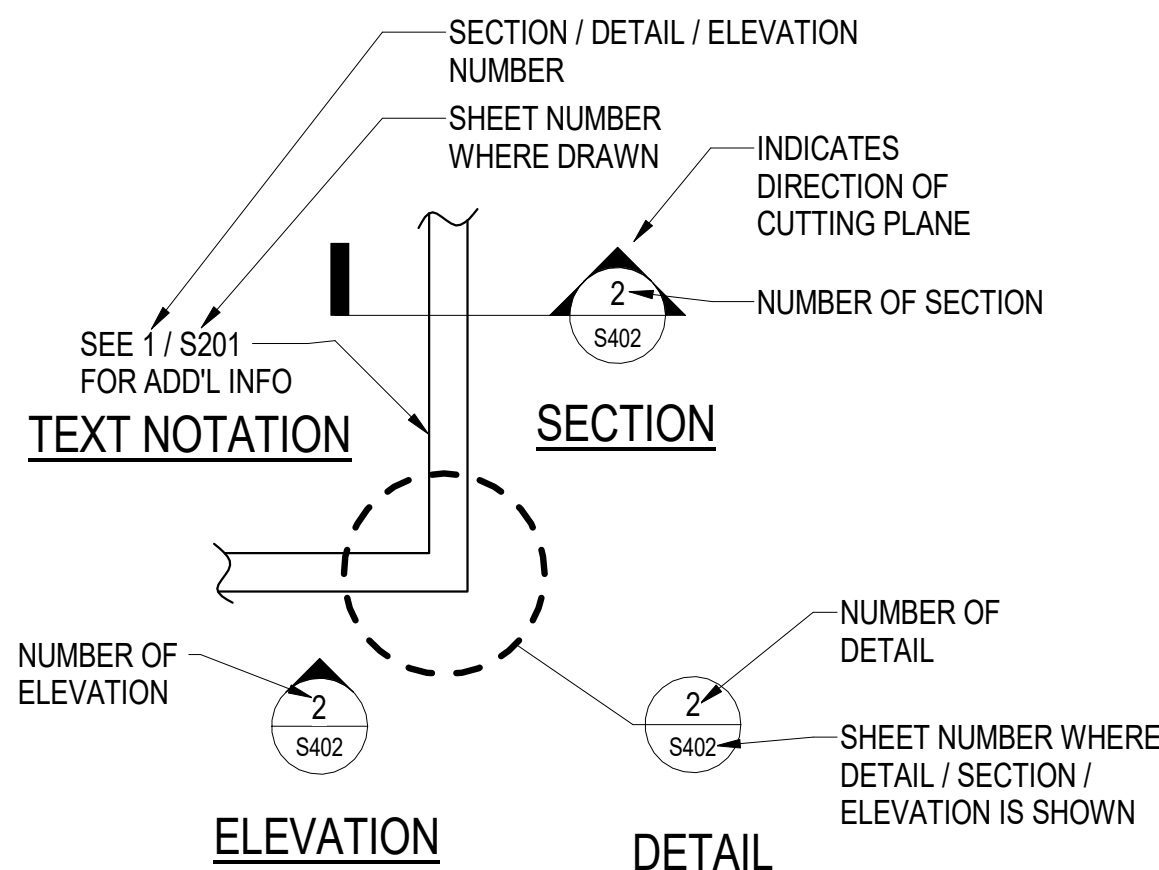 SECTION / DETAIL / ELEVATION
NUMBER
SHEET NUMBER
WHERE DRAWN
INDICATES
DIRECTION OF
CUTTING PLANE
2
S402
NUMBER OF SECTION
SEE 1 / S201
FOR ADD'L INFO
TEXT NOTATION
SECTION
NUMBER OF
ELEVATION
2
S402
2
S402
NUMBER OF
DETAIL
SHEET NUMBER WHERE
DETAIL / SECTION /
ELEVATION IS SHOWN
ELEVATION
DETAIL